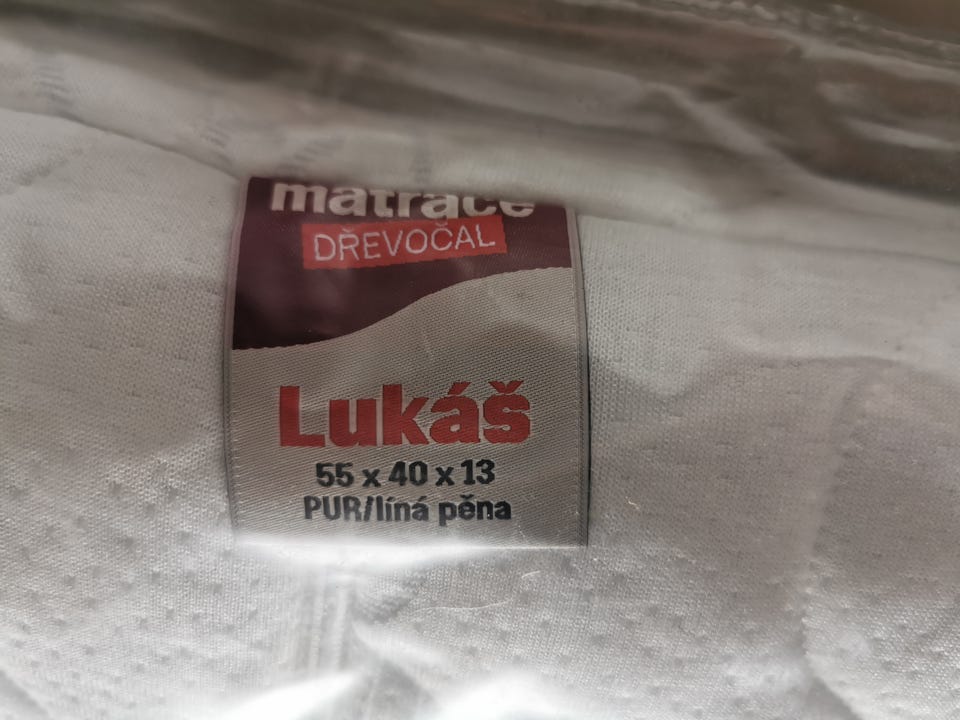 matrace
DŘEVOČAL
Lukáš
55 x 40 x 13
PUR/líná pěna